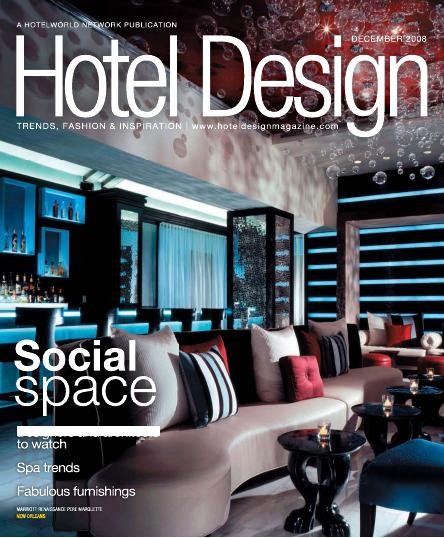 A HOTELWORLD NETWORK PUBLICATION
DECEMBER 2008
Hotel Design
TRENDS, FASHION & INSPIRATION | www.hoteldesignmagazine.com
Social
space
to watch
Spa trends
Fabulous furnishings
MARRIOTT RENAISSANCE PERE MARQUETTE
NEW ORLEANS